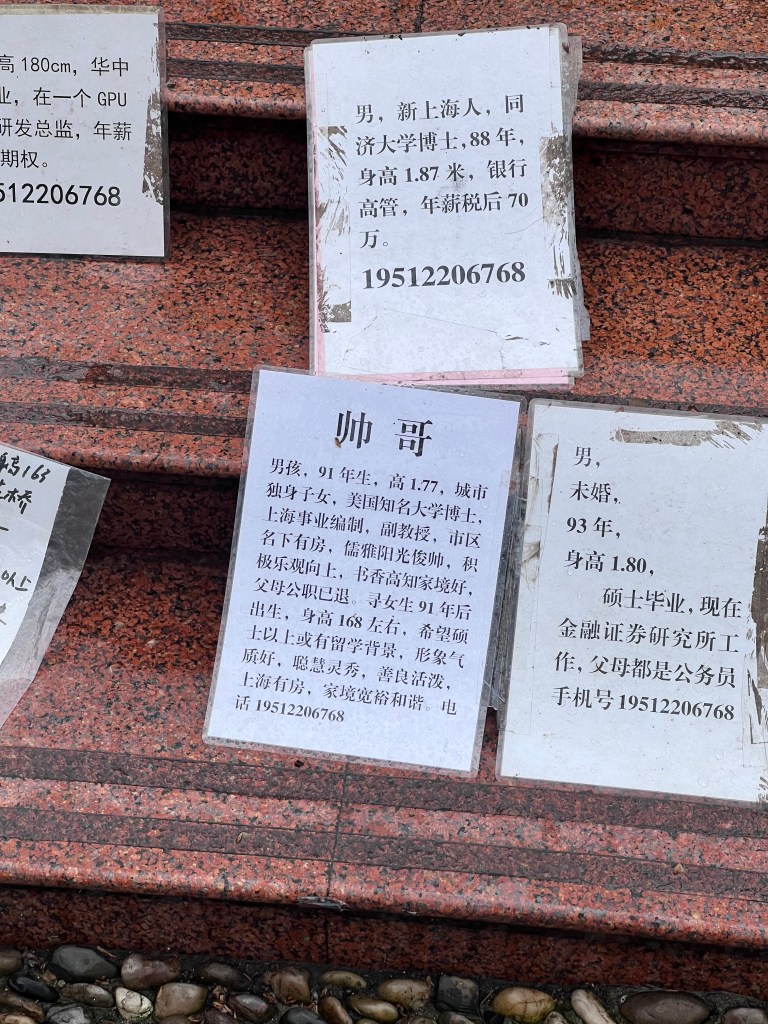 高180cm，华中
业，在一个 GPU
研发总监，年薪
期权。
512206768
男，新上海人，同
济大学博士，88 年，
身高 1.87 米，银行
高管，年薪税后 70
万。
19512206768
帅 哥
男孩，91 年生，高 1.77，城市
独身子女，美国知名大学博士，
上海事业编制，副教授，市区
名下有房，儒雅阳光俊帅，积
极乐观向上，书香高知家境好，
父母公职已退。寻女生 91 年后
出生，身高 168 左右，希望硕
士以上或有留学背景，形象气
质好，聪慧灵秀，善良活泼，
上海有房，家境宽裕和谐。电
话 19512206768
男，
未婚，
93 年，
身高 1.80，
硕士毕业，现在
金融证券研究所工
作，父母都是公务员
手机号 19512206768
身高163